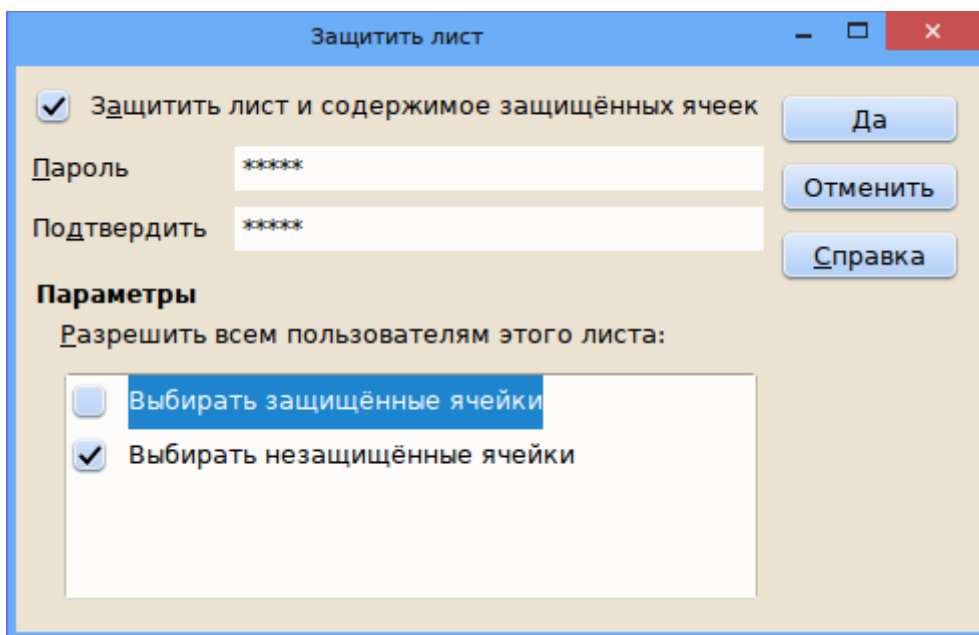 Защитить лист
Защитить лист и содержимое защищённых ячеек
Да
Пароль
*****
Отменить
Подтвердить
*****
Справка
Параметры
Разрешить всем пользователям этого листа:
Выбирать защищённые ячейки
Выбирать незащищённые ячейки